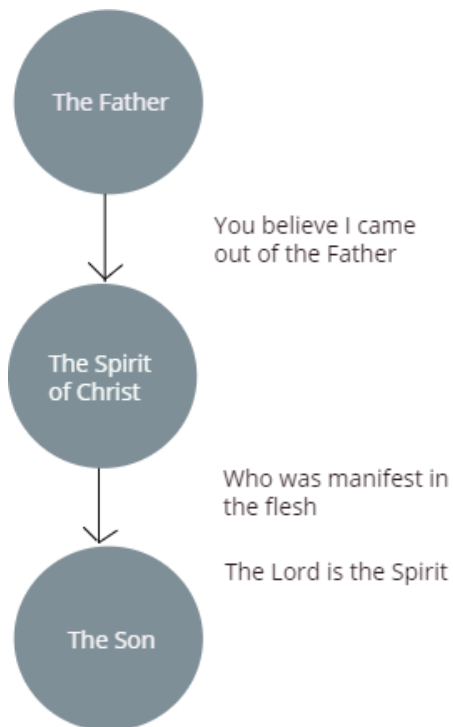 The Father
You believe I came
out of the Father
The Spirit
of Christ
Who was manifest in
the flesh
The Lord is the Spirit
The Son